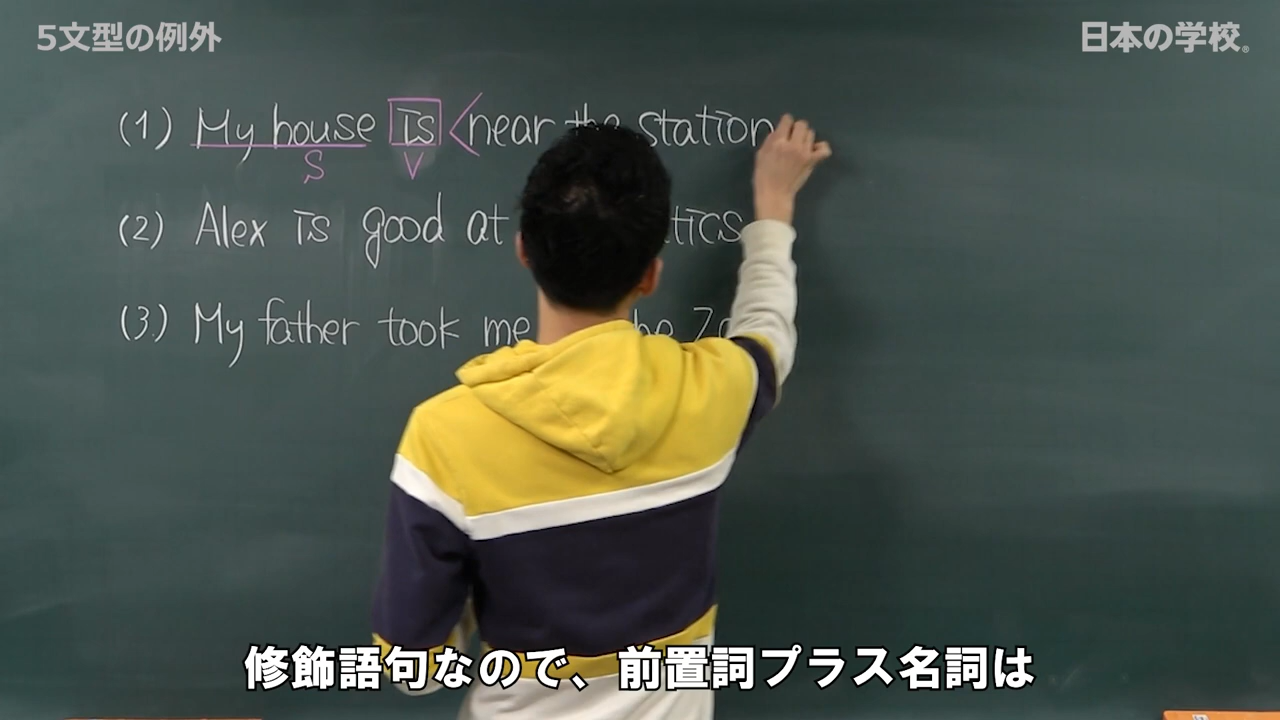 5文型の例外
日本の学校®
(1) My house is near the station
S V
(2) Alex is good at
(3) My father took me
修飾語句なので、前置詞プラス名詞は